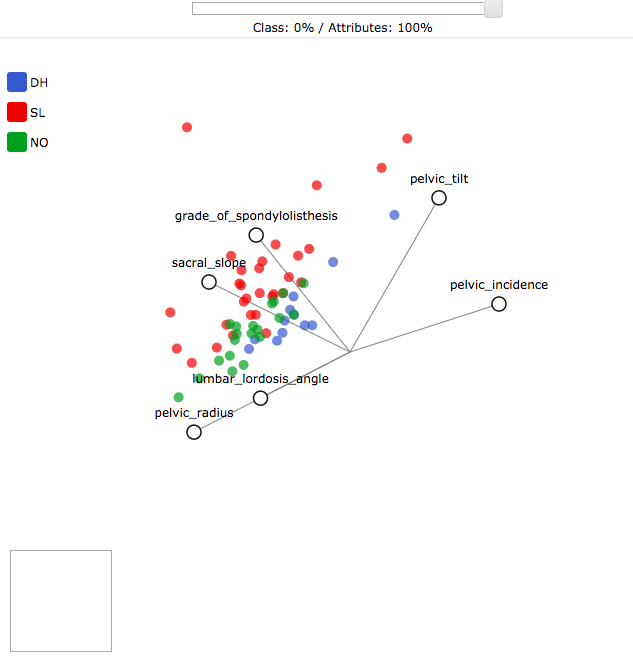 Class: 0% / Attributes: 100%
DH
SL
NO
pelvic_tilt
grade_of_spondylolisthesis
sacral_slope
pelvic_incidence
lumbar_lordosis_angle
pelvic_radius